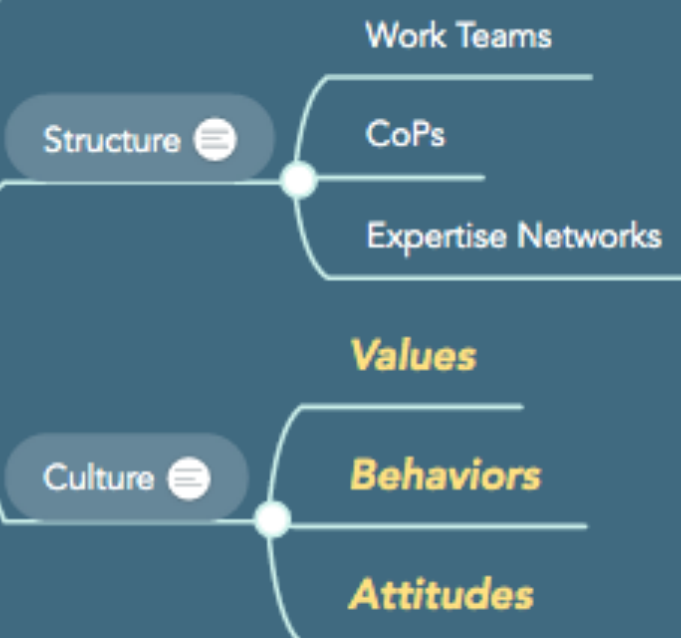 Work Teams
Structure
CoPs
Expertise Networks
Values
Culture
Behaviors
Attitudes